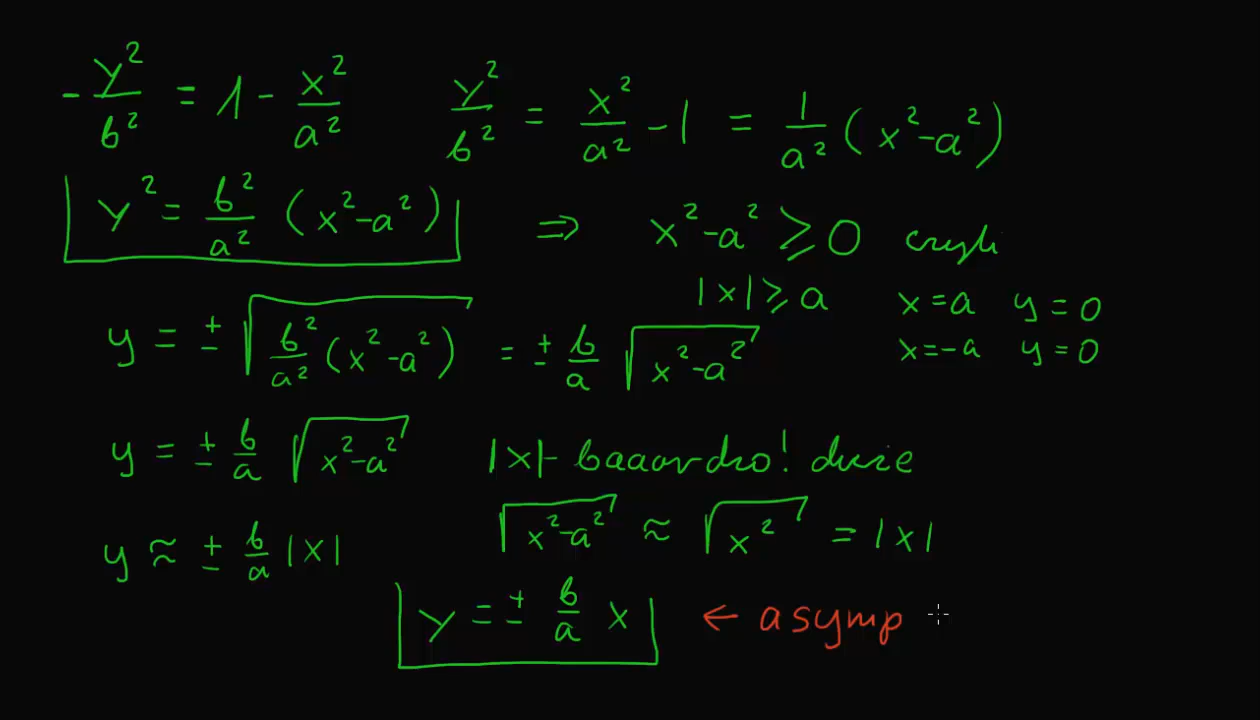 -y²/b² = 1 - x²/a² y²/b² = x²/a² - 1 = 1/a² (x²-a²)
y² = b²/a² (x²-a²) ⇒ x²-a² ≥ 0 czyli
|x| ≥ a x = a y = 0
y = ± √(b²/a² (x²-a²)) = ± b/a √(x²-a²) x = -a y = 0
y = ± b/a √(x²-a²) |x| - baaardzo! duże
√(x²-a²) ≈ √(x²) = |x|
y ≈ ± b/a |x|
y = ± b/a x ← asymp